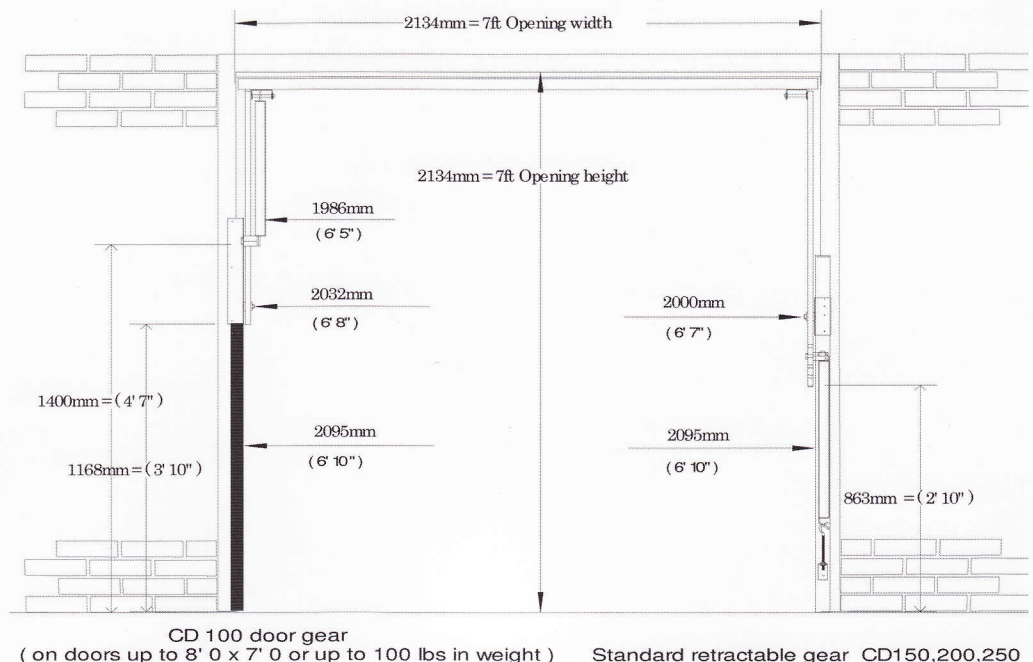 2134mm = 7ft Opening width
2134mm = 7ft Opening height
1986mm
( 6' 5" )
2032mm
( 6' 8" )
2000mm
( 6' 7" )
1400mm = ( 4' 7" )
2095mm
( 6' 10" )
2095mm
( 6' 10" )
1168mm = ( 3' 10" )
863mm = ( 2' 10" )
CD 100 door gear
( on doors up to 8' 0 x 7' 0 or up to 100 lbs in weight )
Standard retractable gear CD150,200,250